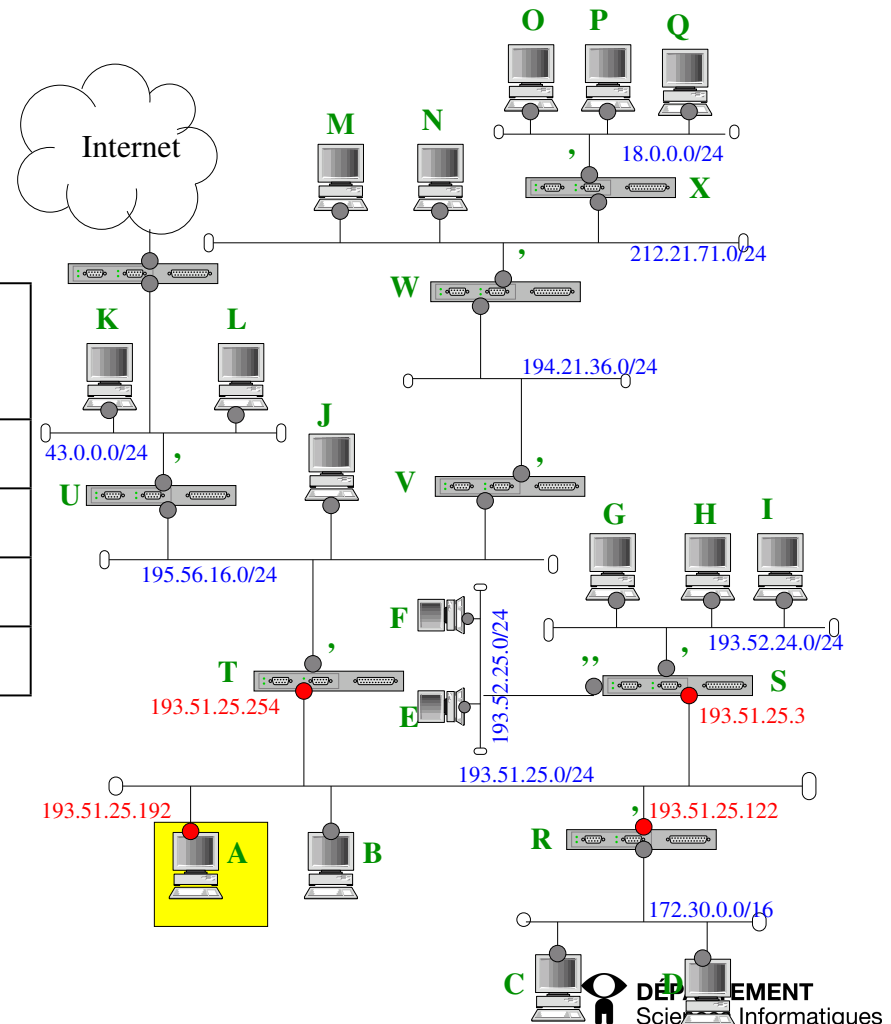 O P Q
M N
Internet
,
18.0.0.0/24
X
,
212.21.71.0/24
W
K L
194.21.36.0/24
J
43.0.0.0/24
,
,
U
V
G H I
195.56.16.0/24
F
193.52.25.0/24
193.52.24.0/24
,
,,
,
T
S
193.51.25.254
E
193.51.25.3
193.51.25.0/24
193.51.25.192
,
193.51.25.122
A
B
R
172.30.0.0/16
C
D
Informatiques